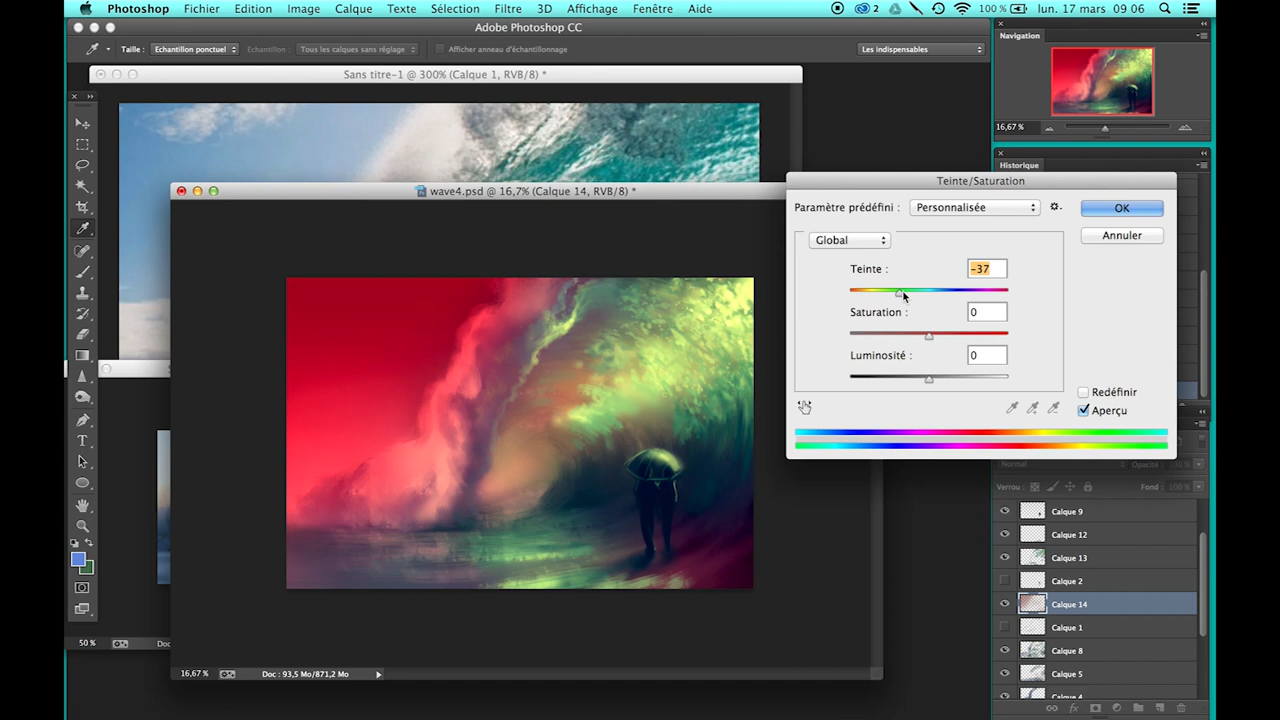 Photoshop Fichier Edition Image Calque Texte Sélection Filtre 3D Affichage Fenêtre Aide 2 100 % lun. 17 mars 09 06
Adobe Photoshop CC
Taille : Echantillon ponctuel Echantillon : Tous les calques sans réglage Afficher anneau d'échantillonnage Les indispensables
Navigation
Sans titre-1 @ 300% (Calque 1, RVB/8) *
16,67 %
Historique
wave4.psd @ 16,7% (Calque 14, RVB/8) *
Teinte/Saturation
Paramètre prédéfini : Personnalisée OK
Annuler
Global
Teinte : -37
Saturation : 0
Luminosité : 0
Redéfinir
Aperçu
Normal Opacité : 100 %
Verrou : Fond : 100 %
Calque 9
Calque 12
Calque 13
Calque 2
Calque 14
Calque 1
Calque 8
Calque 5
Calque 4
50 % Doc
16,67 % Doc : 93,5 Mo/871,2 Mo